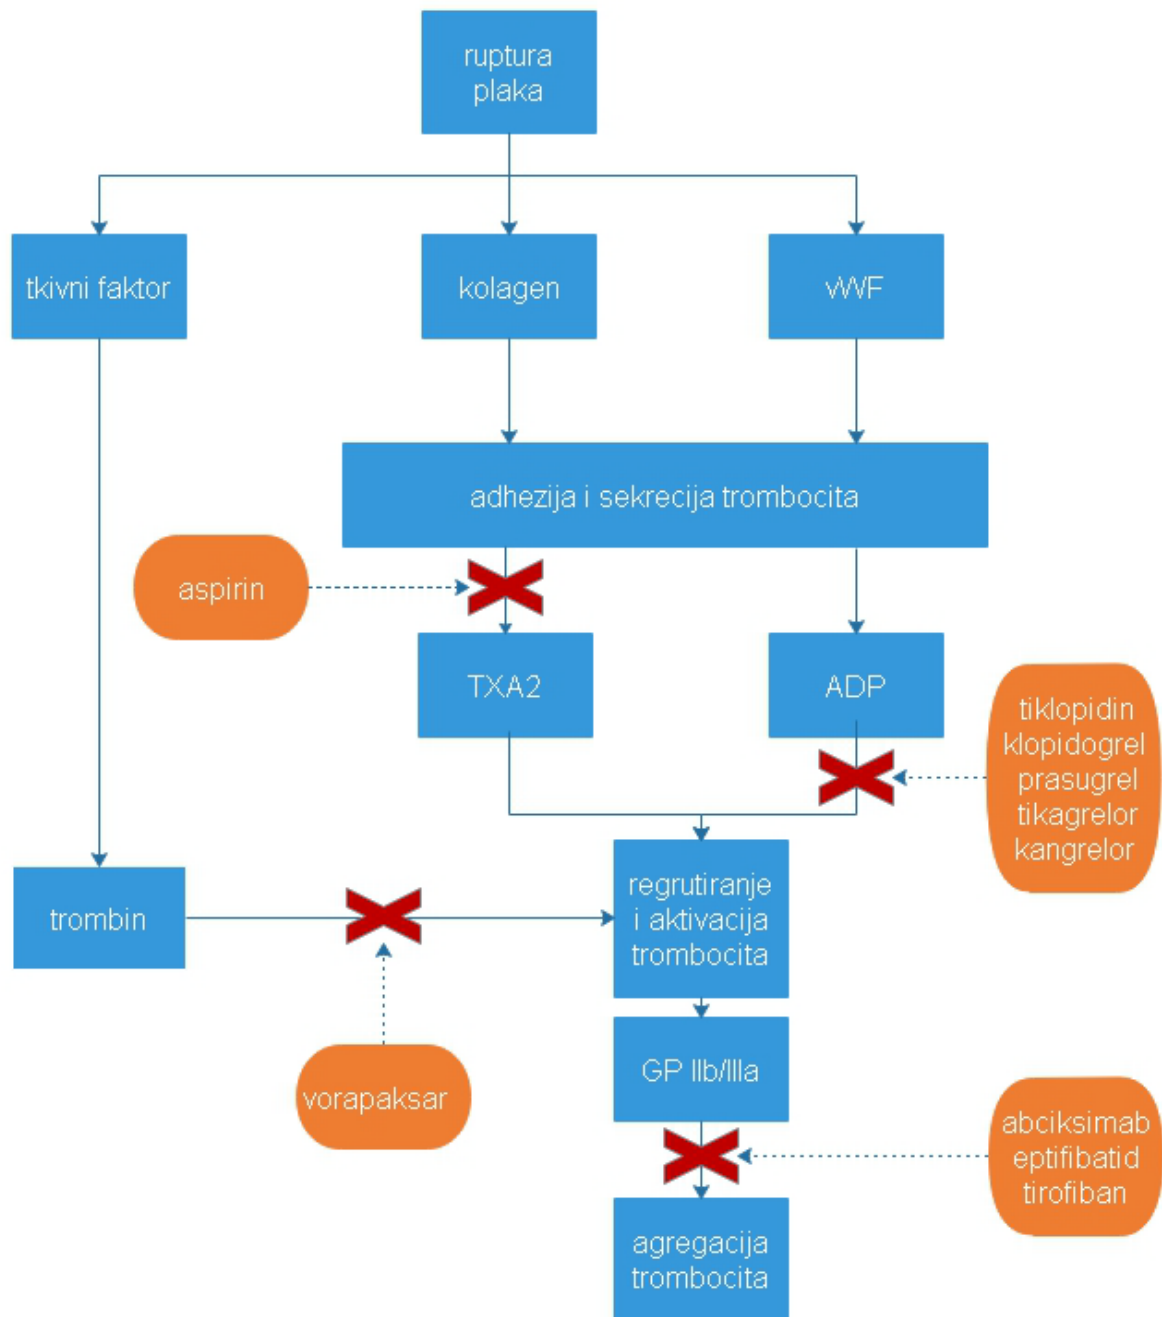 ruptura
plaka
tkivni faktor
kolagen
vWF
adhezija i sekrecija trombocita
aspirin
TXA2
ADP
tiklopidin
klopidogrel
prasugrel
tikagrelor
kangrelor
trombin
regrutiranje
i aktivacija
trombocita
vorapaksar
GP IIb/IIIa
abciksimab
eptifibatid
tirofiban
agregacija
trombocita